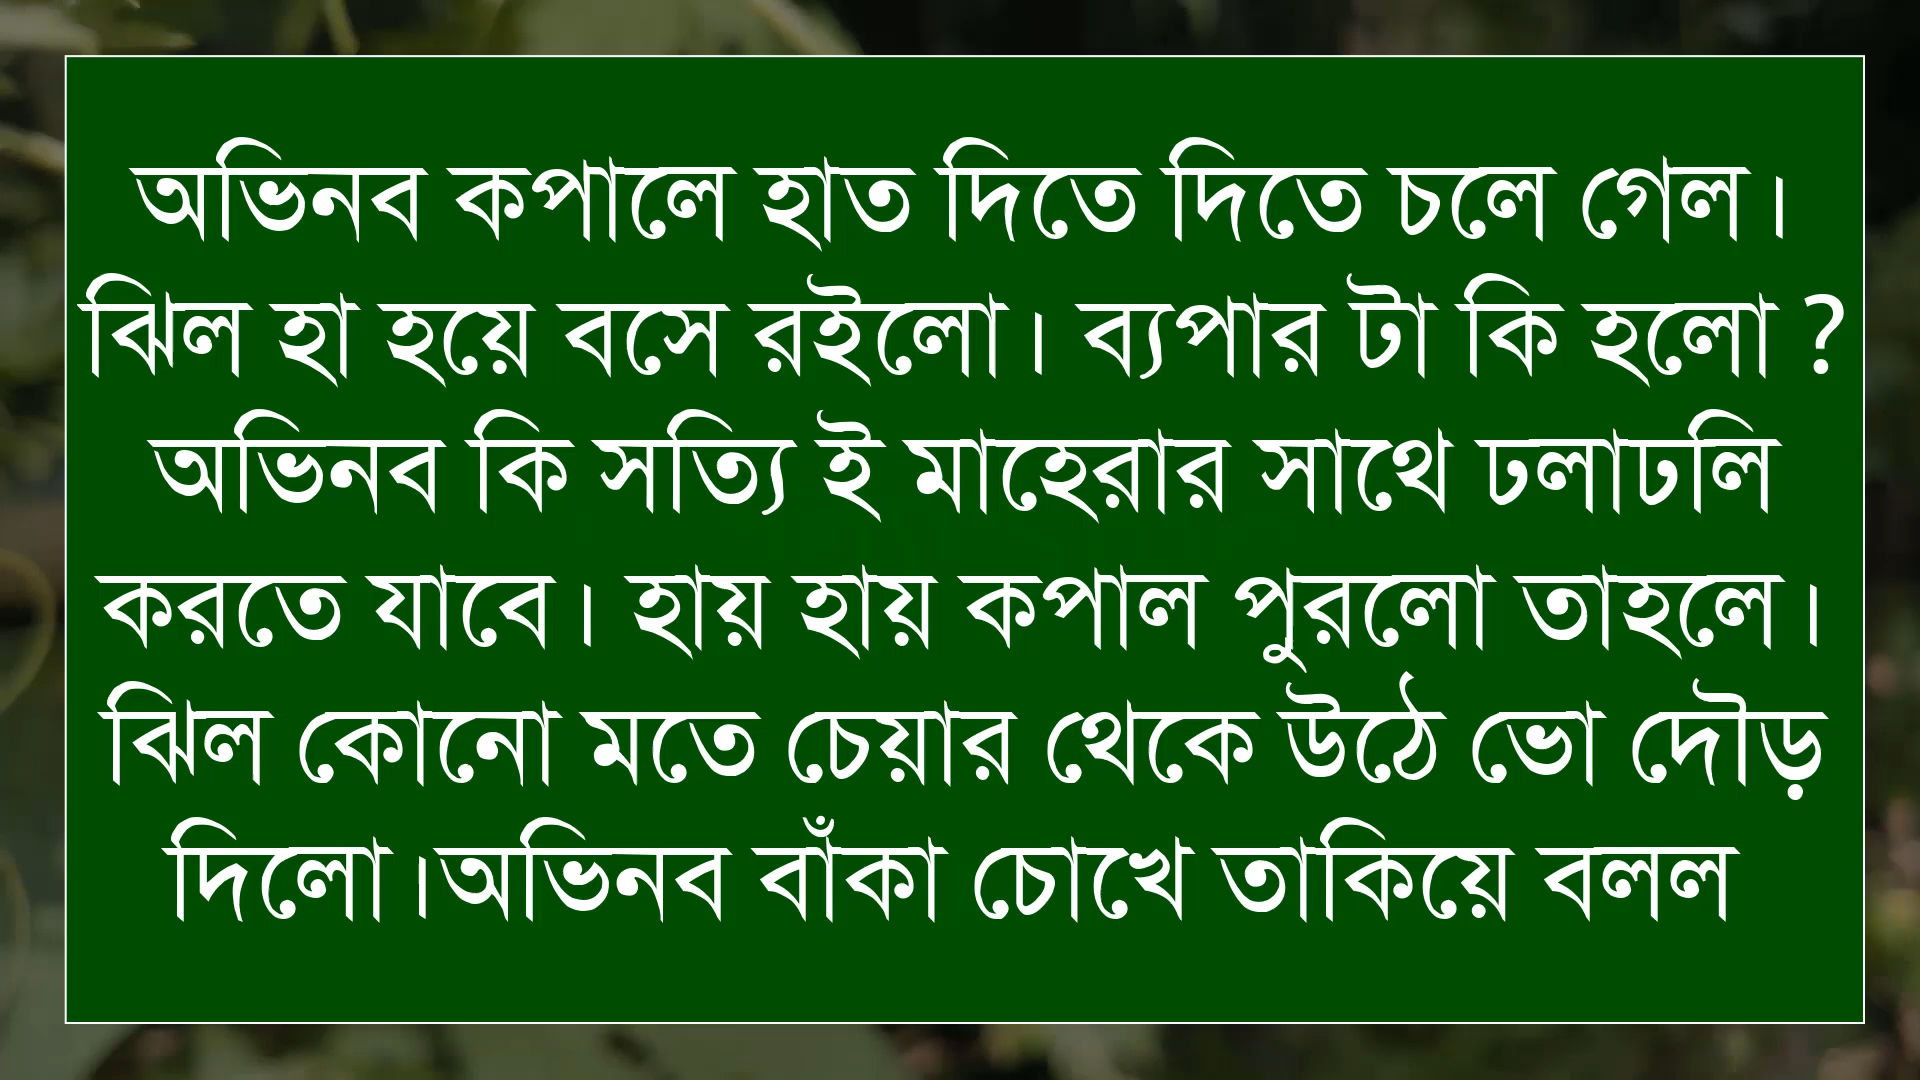 অভিনব কপালে হাত দিতে দিতে চলে গেল।
ঝিল হা হয়ে বসে রইলো। ব্যপার টা কি হলো ?
অভিনব কি সত্যি ই মাহেরার সাথে ঢলাঢলি
করতে যাবে। হায় হায় কপাল পুরলো তাহলে।
ঝিল কোনো মতে চেয়ার থেকে উঠে ভো দৌড়
দিলো ।অভিনব বাঁকা চোখে তাকিয়ে বলল